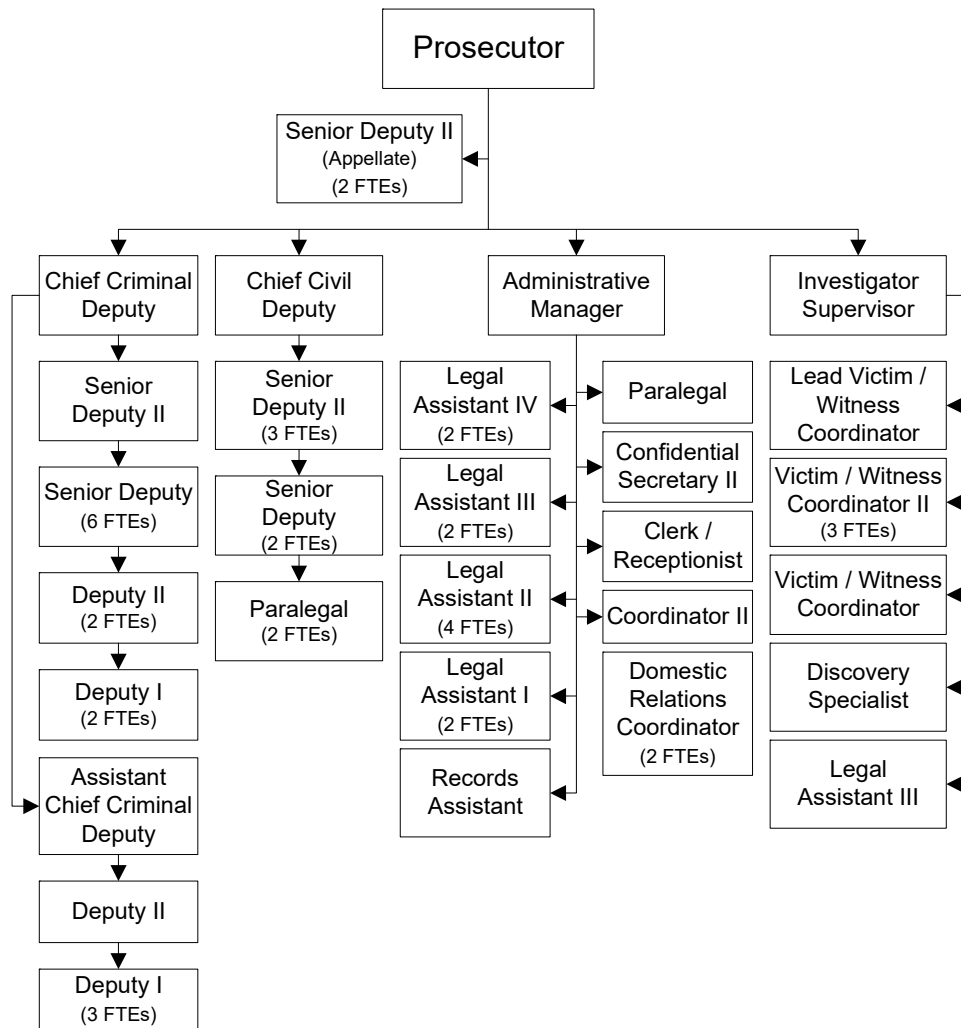 Prosecutor
Senior Deputy II
(Appellate)
(2 FTEs)
Chief Criminal
Deputy
Chief Civil
Deputy
Administrative
Manager
Investigator
Supervisor
Senior
Deputy II
Senior Deputy
(6 FTEs)
Deputy II
(2 FTEs)
Deputy I
(2 FTEs)
Assistant
Chief Criminal
Deputy
Deputy II
Deputy I
(3 FTEs)
Senior
Deputy II
(3 FTEs)
Senior
Deputy
(2 FTEs)
Paralegal
(2 FTEs)
Legal
Assistant IV
(2 FTEs)
Legal
Assistant III
(2 FTEs)
Legal
Assistant II
(4 FTEs)
Legal
Assistant I
(2 FTEs)
Records
Assistant
Paralegal
Confidential
Secretary II
Clerk /
Receptionist
Coordinator II
Domestic
Relations
Coordinator
(2 FTEs)
Lead Victim /
Witness
Coordinator
Victim / Witness
Coordinator II
(3 FTEs)
Victim / Witness
Coordinator
Discovery
Specialist
Legal
Assistant III